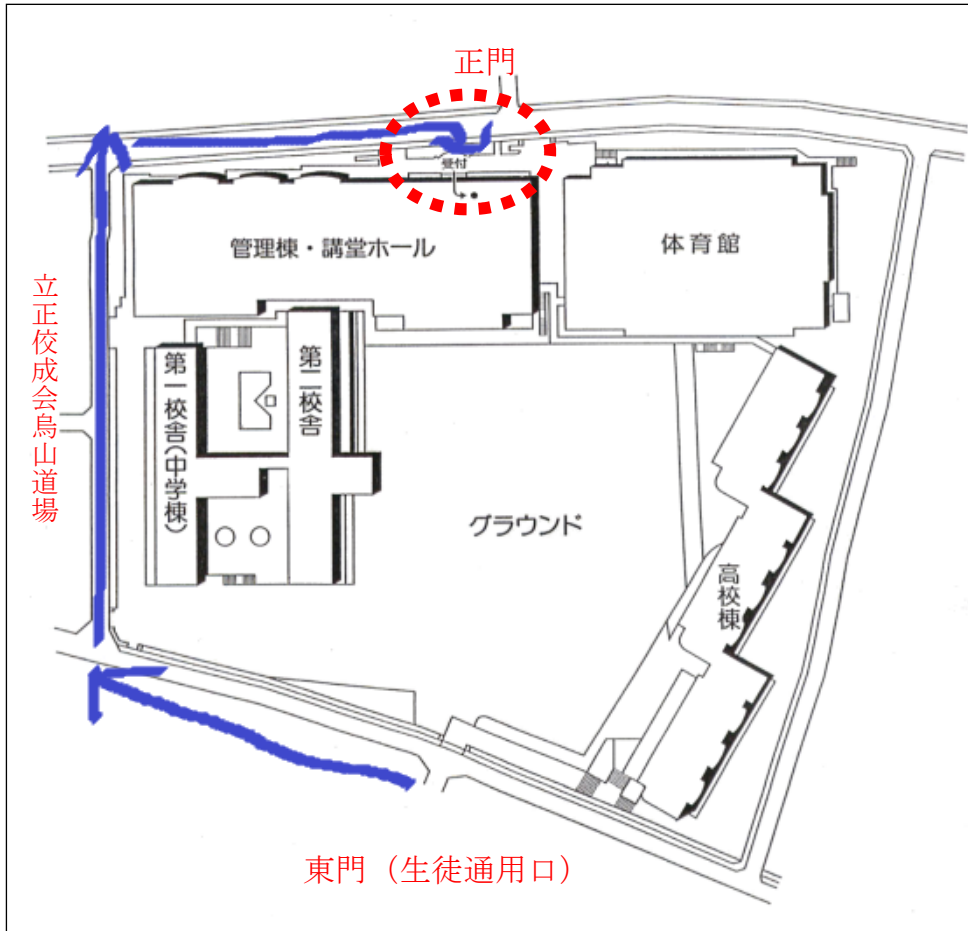 正門
受付
管理棟・講堂ホール
体育館
立正佼成会烏山道場
第一校舎(中学棟)
第二校舎
グラウンド
高校棟
東門（生徒通用口）